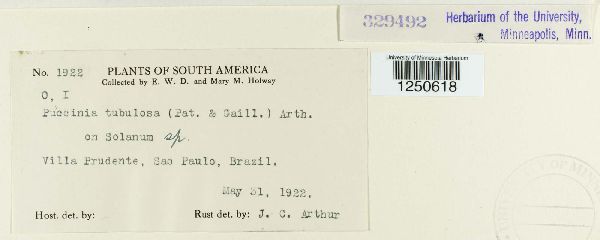 329492
Herbarium of the University,
Minneapolis, Minn.
University of Minnesota Herbarium
1250618
No. 1922 PLANTS OF SOUTH AMERICA
Collected by E. W. D. and Mary M. Holway
O, I
Puccinia tubulosa (Pat. & Gaill.) Arth.
on Solanum sp.
Villa Prudente, Sao Paulo, Brazil.
May 31, 1922.
Host. det. by: Rust det. by: J. C. Arthur